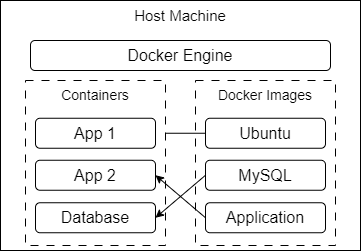 Host Machine
Docker Engine
Containers
Docker Images
App 1
Ubuntu
App 2
MySQL
Database
Application